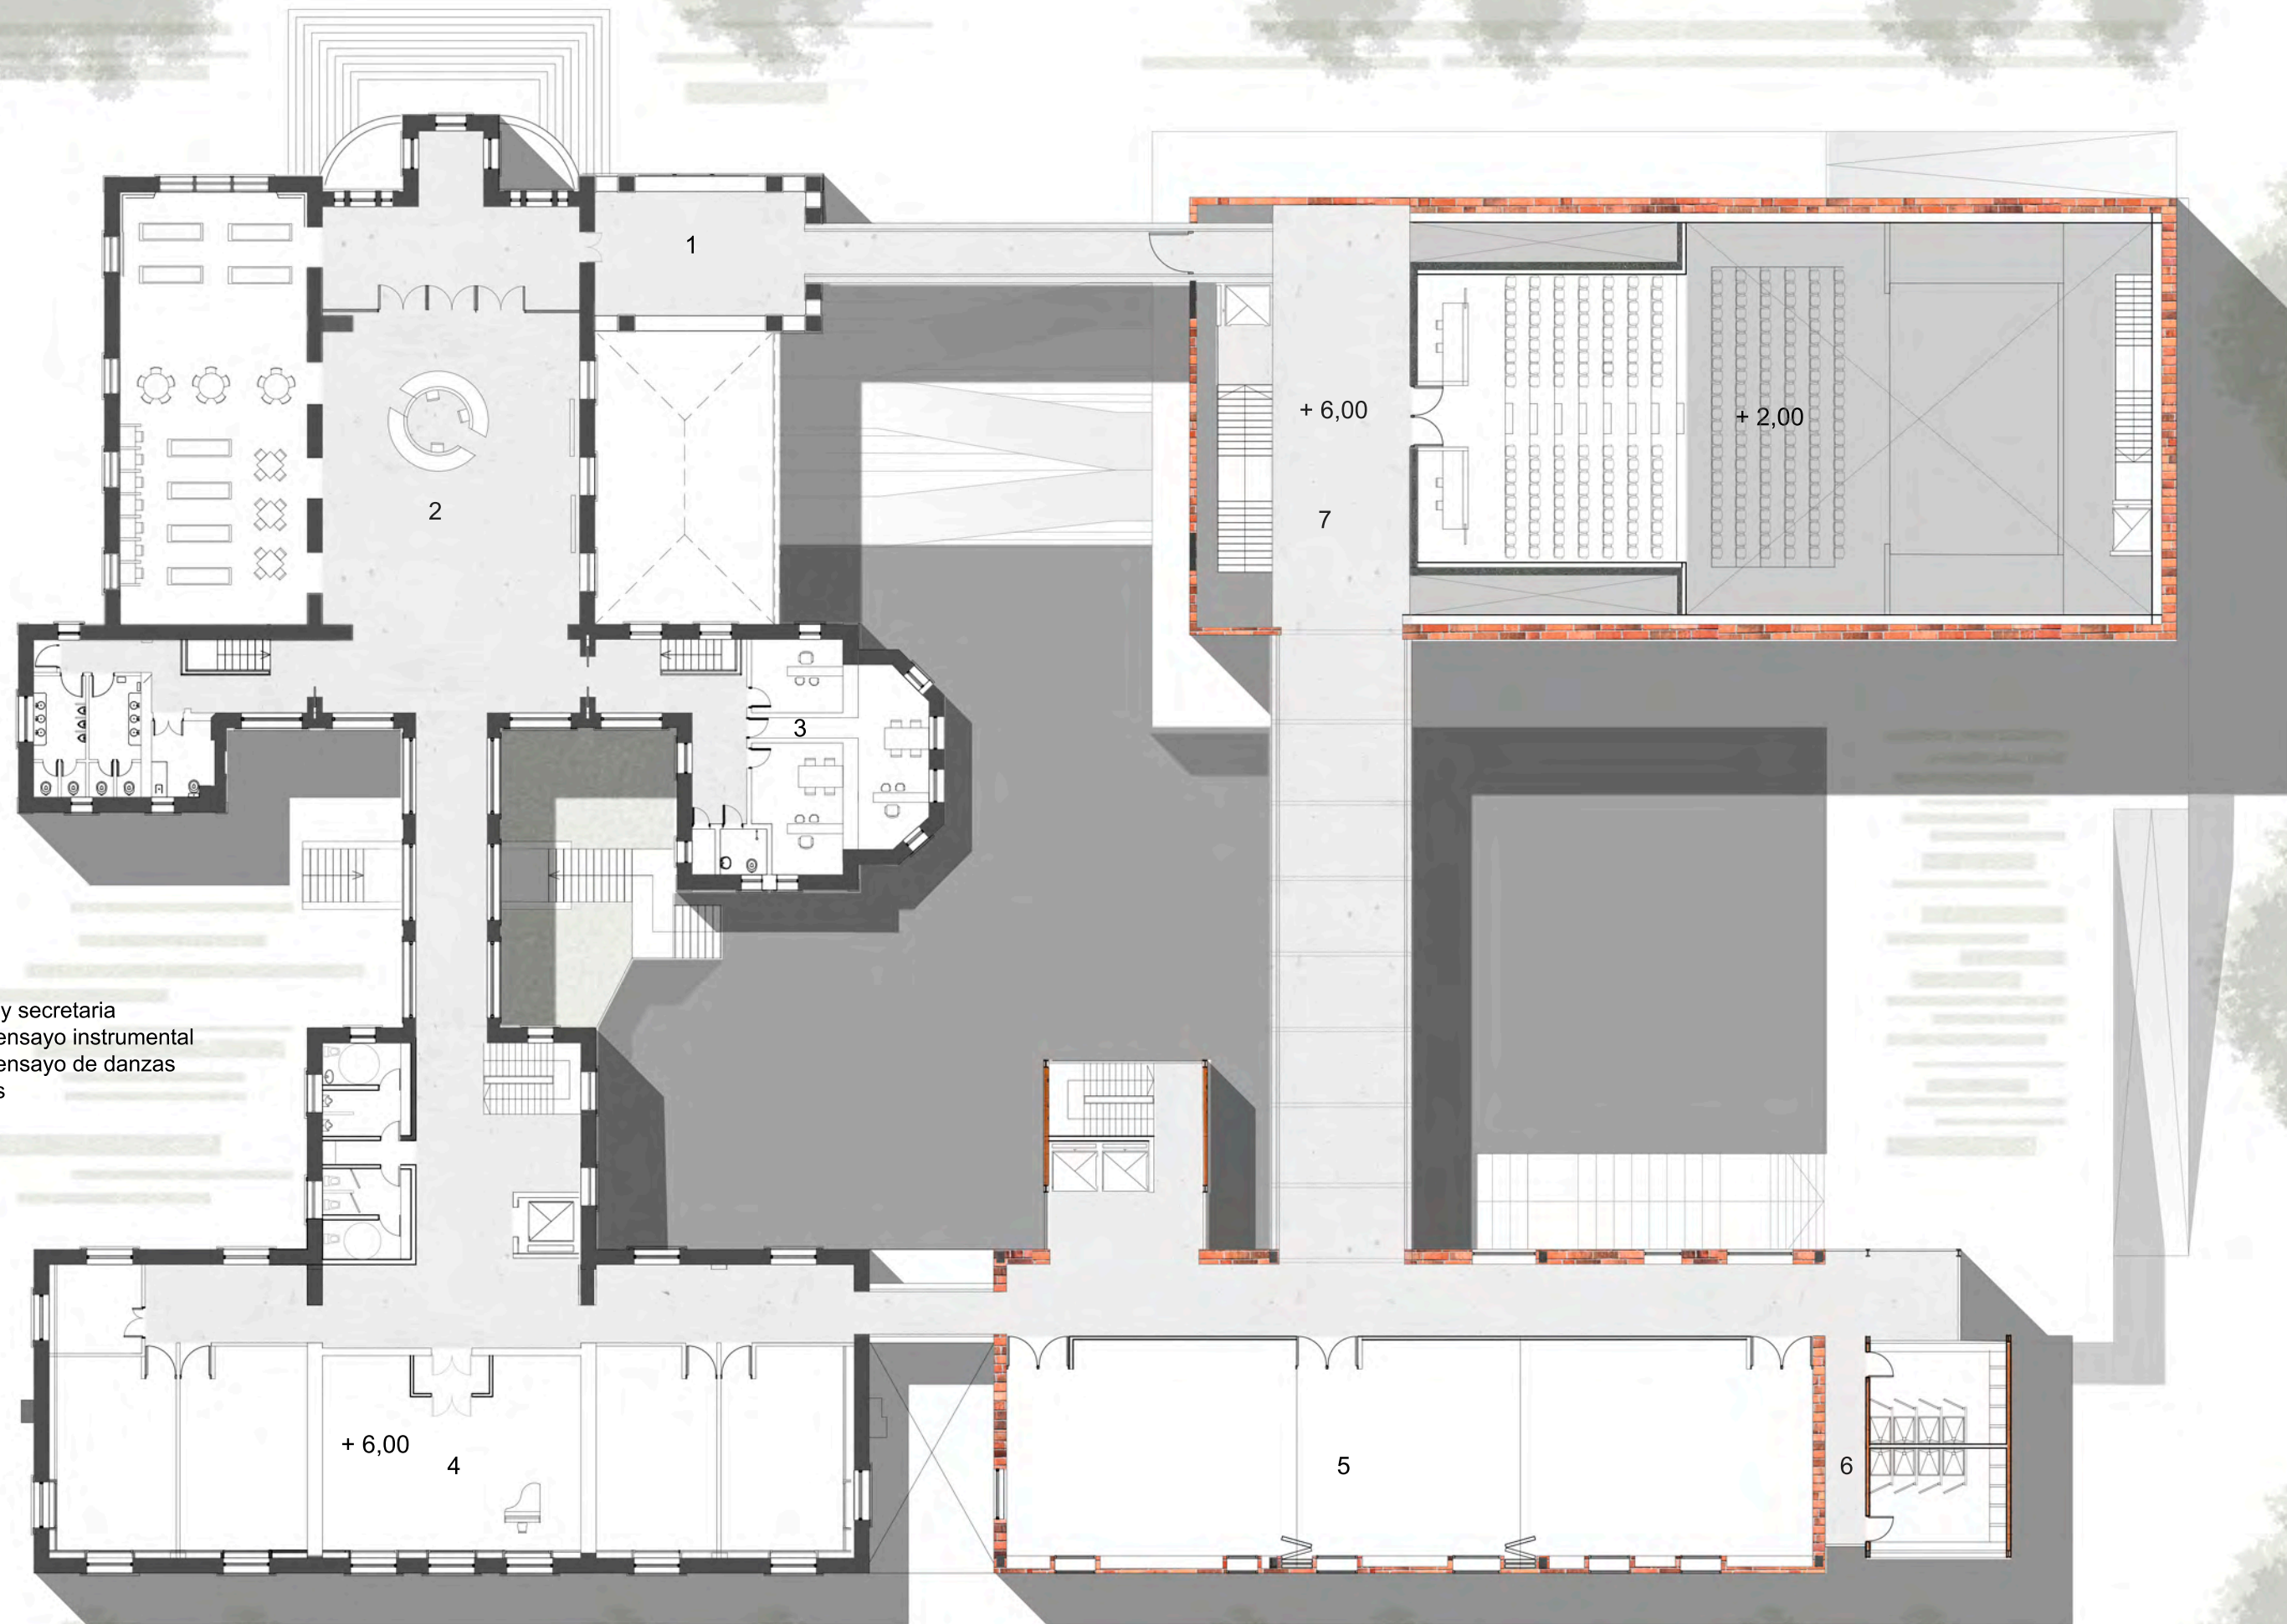 1
+ 6,00
+ 2,00
2
7
3
y secretaria
ensayo instrumental
ensayo de danzas
s
+ 6,00
4
5
6